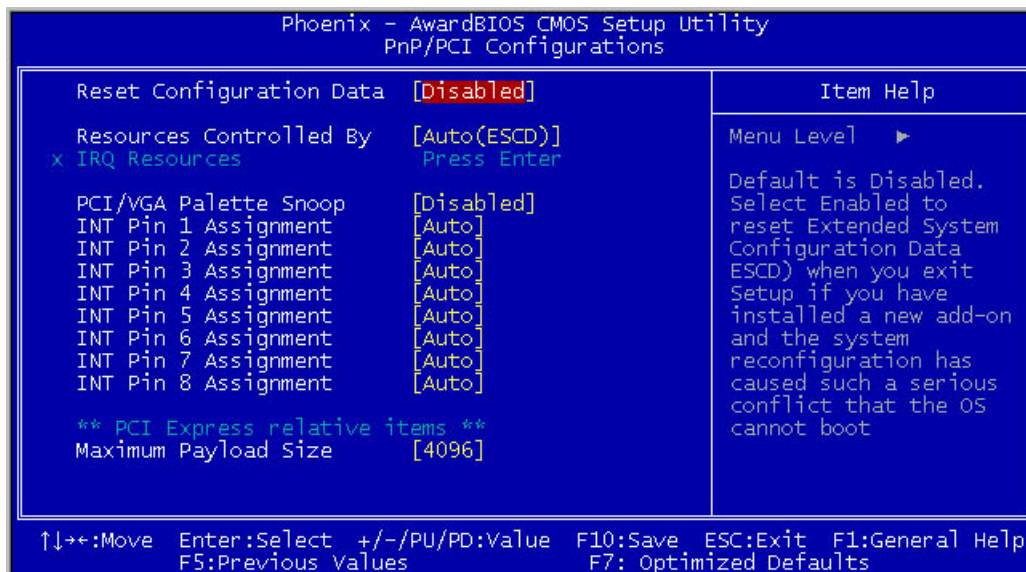 Phoenix - AwardBIOS CMOS Setup Utility
PnP/PCI Configurations
Reset Configuration Data [Disabled]
Resources Controlled By [Auto(ESCD)]
x IRQ Resources Press Enter
PCI/VGA Palette Snoop [Disabled]
INT Pin 1 Assignment [Auto]
INT Pin 2 Assignment [Auto]
INT Pin 3 Assignment [Auto]
INT Pin 4 Assignment [Auto]
INT Pin 5 Assignment [Auto]
INT Pin 6 Assignment [Auto]
INT Pin 7 Assignment [Auto]
INT Pin 8 Assignment [Auto]
** PCI Express relative items **
Maximum Payload Size [4096]
Item Help
Menu Level ►
Default is Disabled.
Select Enabled to
reset Extended System
Configuration Data
ESCD) when you exit
Setup if you have
installed a new add-on
and the system
reconfiguration has
caused such a serious
conflict that the OS
cannot boot
↑↓→←:Move Enter:Select +/-/PU/PD:Value F10:Save ESC:Exit F1:General Help
F5:Previous Values F7: Optimized Defaults